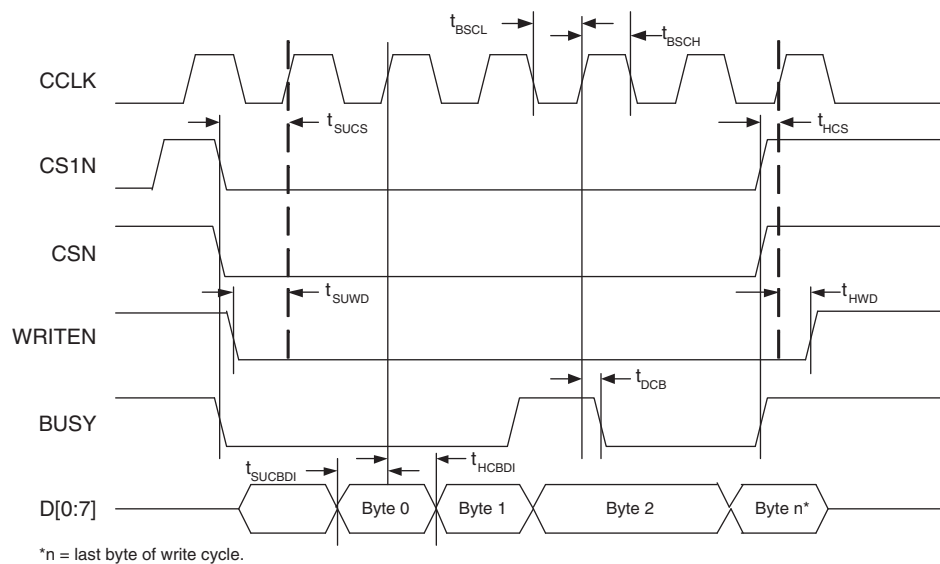 tBSCL
tBSCH
CCLK
tSUCS
tHCS
CS1N
CSN
tSUWD
tHWD
WRITEN
tDCB
BUSY
tSUCBDI
tHCBDI
D[0:7] Byte 0 Byte 1 Byte 2 Byte n*
*n = last byte of write cycle.